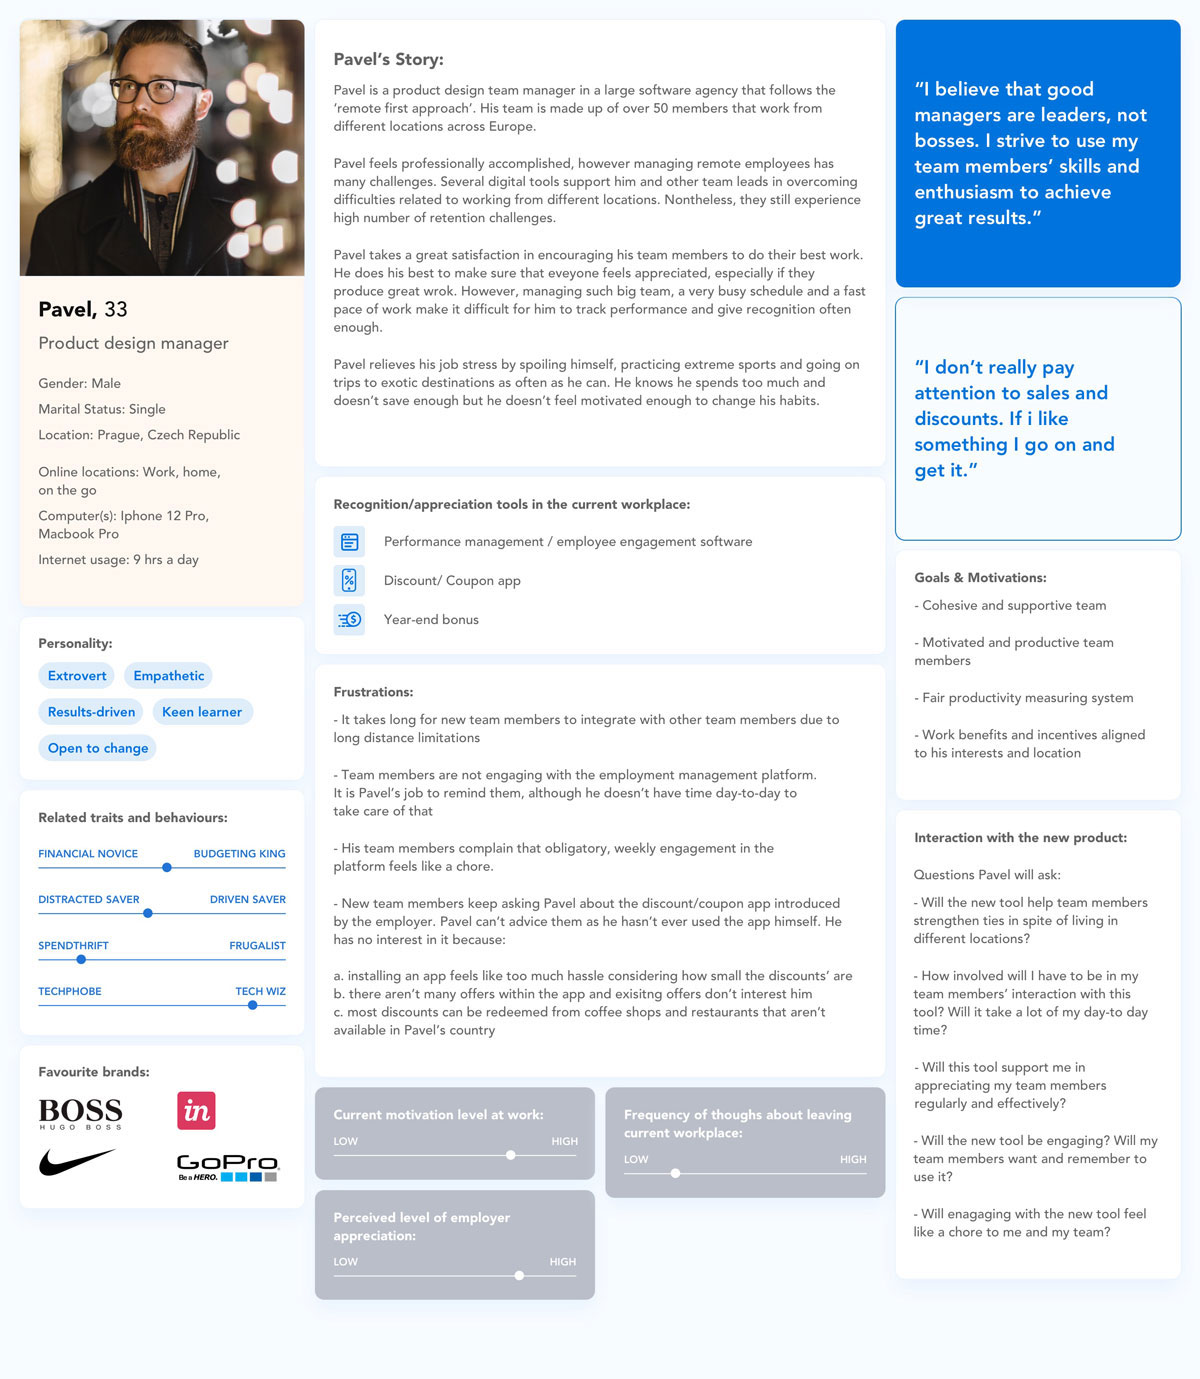 Pavel, 33
Product design manager
Gender: Male
Marital Status: Single
Location: Prague, Czech Republic
Online locations: Work, home,
on the go
Computer(s): Iphone 12 Pro,
Macbook Pro
Internet usage: 9 hrs a day
Personality:
Extrovert
Empathetic
Results-driven
Keen learner
Open to change
Related traits and behaviours:
FINANCIAL NOVICE
BUDGETING KING
DISTRACTED SAVER
DRIVEN SAVER
SPENDTHRIFT
FRUGALIST
TECHPHOBE
TECH WIZ
Favourite brands:
BOSS
HUGO BOSS
in
GoPro
Be a HERO.
Pavel's Story:
Pavel is a product design team manager in a large software agency that follows the
‘remote first approach’. His team is made up of over 50 members that work from
different locations across Europe.
Pavel feels professionally accomplished, however managing remote employees has
many challenges. Several digital tools support him and other team leads in overcoming
difficulties related to working from different locations. Nontheless, they still experience
high number of retention challenges.
Pavel takes a great satisfaction in encouraging his team members to do their best work.
He does his best to make sure that eveyone feels appreciated, especially if they
produce great wrok. However, managing such big team, a very busy schedule and a fast
pace of work make it difficult for him to track performance and give recognition often
enough.
Pavel relieves his job stress by spoiling himself, practicing extreme sports and going on
trips to exotic destinations as often as he can. He knows he spends too much and
doesn’t save enough but he doesn’t feel motivated enough to change his habits.
Recognition/appreciation tools in the current workplace:
Performance management / employee engagement software
Discount/ Coupon app
Year-end bonus
Frustrations:
- It takes long for new team members to integrate with other team members due to
long distance limitations
- Team members are not engaging with the employment management platform.
It is Pavel’s job to remind them, although he doesn’t have time day-to-day to
take care of that
- His team members complain that obligatory, weekly engagement in the
platform feels like a chore.
- New team members keep asking Pavel about the discount/coupon app introduced
by the employer. Pavel can’t advice them as he hasn’t ever used the app himself. He
has no interest in it because:
a. installing an app feels like too much hassle considering how small the discounts’ are
b. there aren’t many offers within the app and exisitng offers don’t interest him
c. most discounts can be redeemed from coffee shops and restaurants that aren’t
available in Pavel’s country
Current motivation level at work:
LOW
HIGH
Frequency of thoughs about leaving
current workplace:
LOW
HIGH
Perceived level of employer
appreciation:
LOW
HIGH
“I believe that good
managers are leaders, not
bosses. I strive to use my
team members’ skills and
enthusiasm to achieve
great results.”
“I don’t really pay
attention to sales and
discounts. If i like
something I go on and
get it.”
Goals & Motivations:
- Cohesive and supportive team
- Motivated and productive team
members
- Fair productivity measuring system
- Work benefits and incentives aligned
to his interests and location
Interaction with the new product:
Questions Pavel will ask:
- Will the new tool help team members
strengthen ties in spite of living in
different locations?
- How involved will I have to be in my
team members’ interaction with this
tool? Will it take a lot of my day-to day
time?
- Will this tool support me in
appreciating my team members
regularly and effectively?
- Will the new tool be engaging? Will my
team members want and remember to
use it?
- Will enagaging with the new tool feel
like a chore to me and my team?